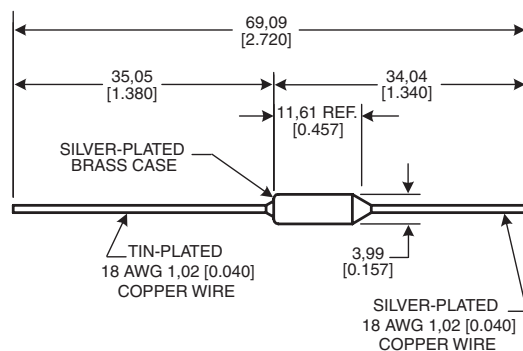 69,09
[2.720]
35,05
[1.380]
34,04
[1.340]
11,61 REF.
[0.457]
SILVER-PLATED
BRASS CASE
TIN-PLATED
18 AWG 1,02 [0.040]
COPPER WIRE
3,99
[0.157]
SILVER-PLATED
18 AWG 1,02 [0.040]
COPPER WIRE